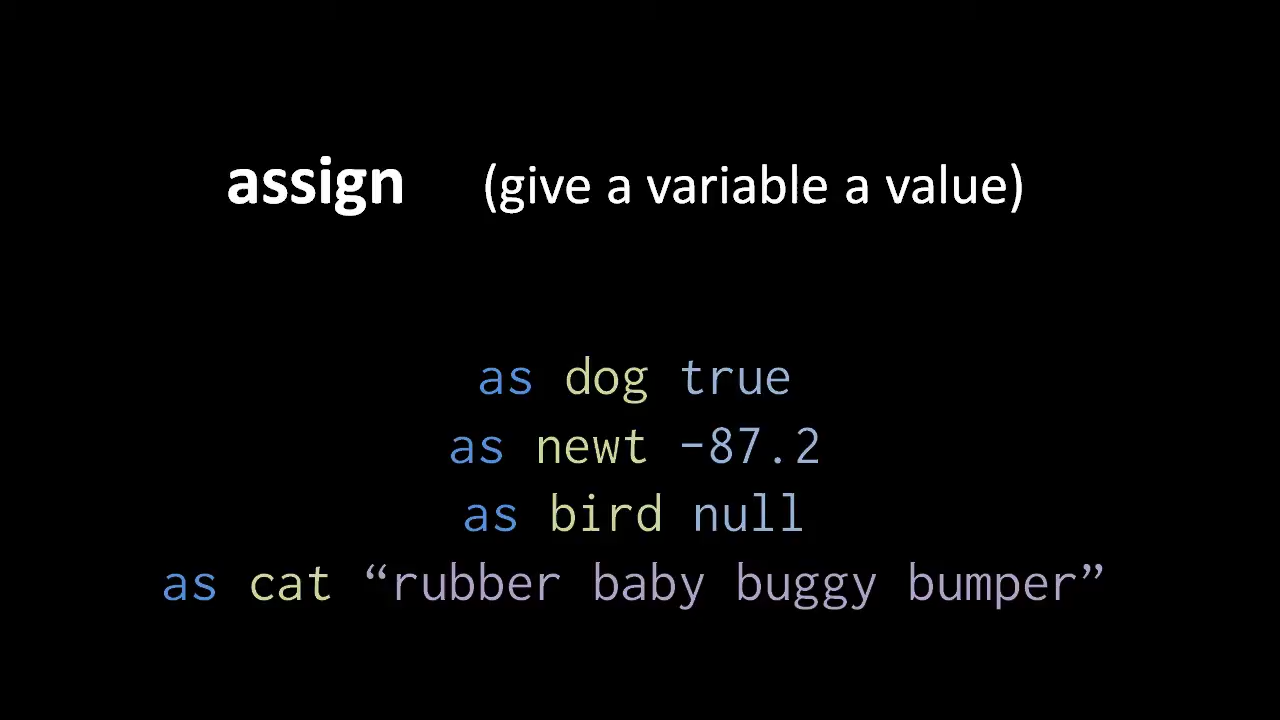 assign (give a variable a value)
as dog true
as newt -87.2
as bird null
as cat “rubber baby buggy bumper”